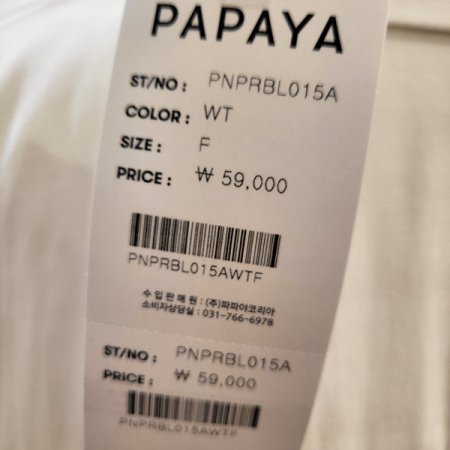 PAPAYA
ST/NO : PNPRBL015A
COLOR : WT
SIZE : F
PRICE : ₩ 59,000
PNPRBL015AWTF
수 입 판 매 원 : (주)파파야코리아
소비자상담실 : 031-766-6978
ST/NO : PNPRBL015A
PRICE : ₩ 59,000
PNPRBL015AWTF